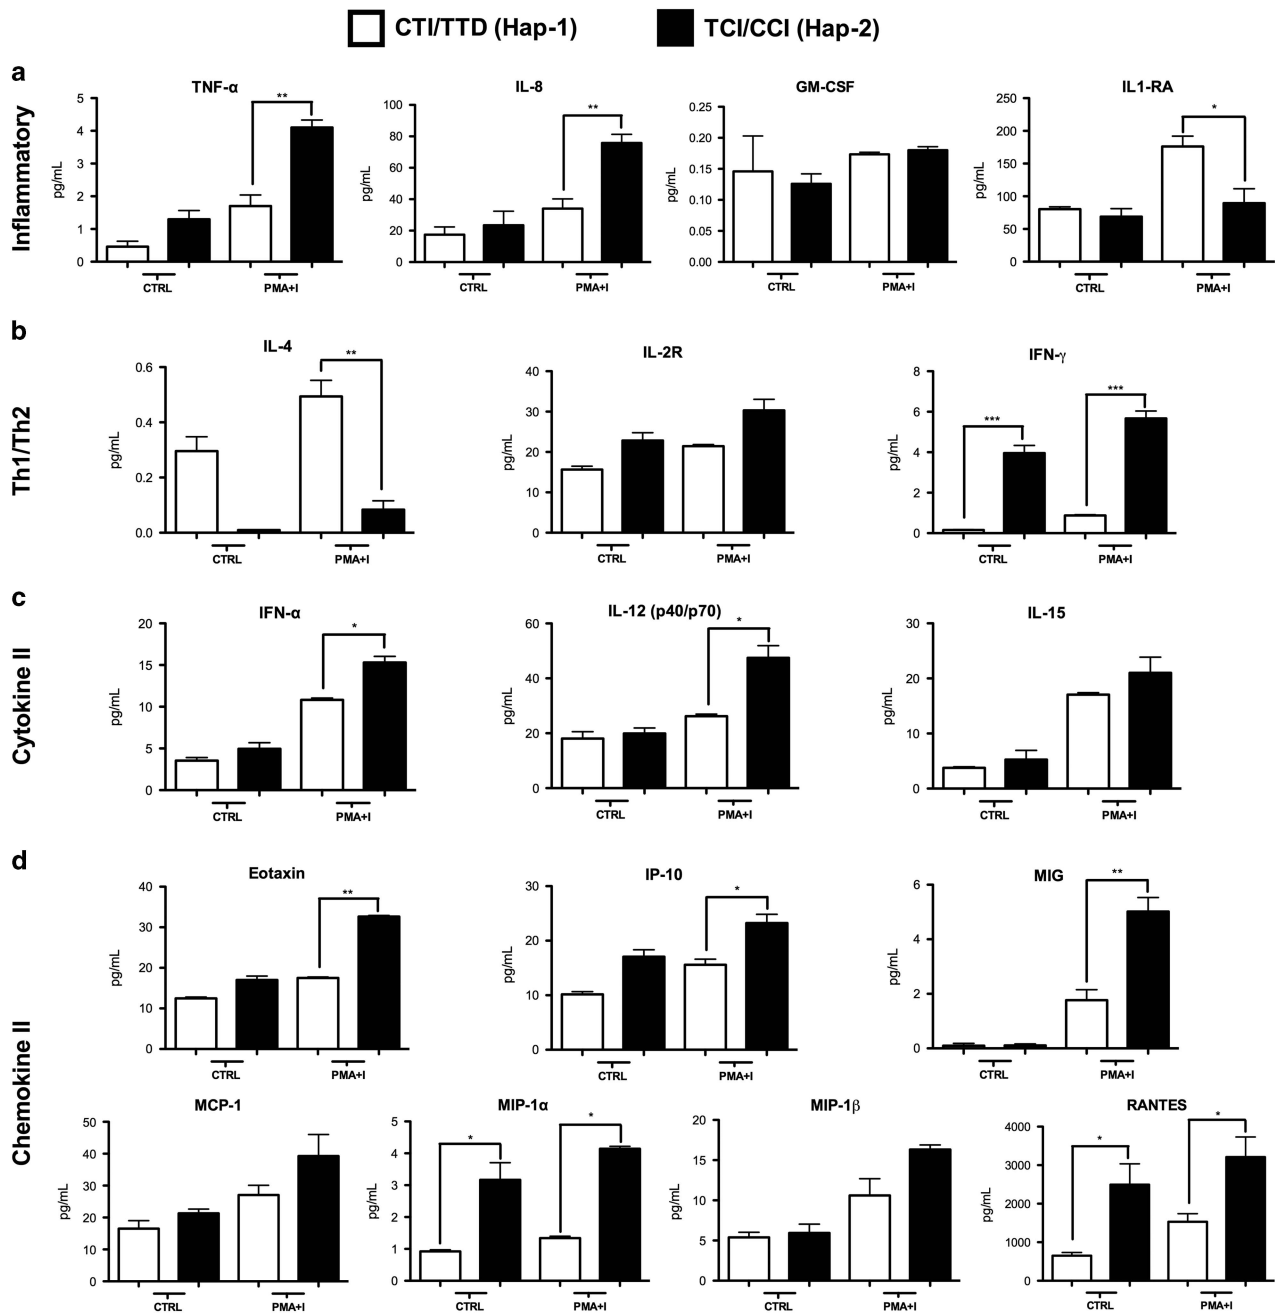 CTI/TTD (Hap-1) TCI/CCI (Hap-2)
a
Inflammatory
TNF-α
pg/mL
5
4
3
2
1
0
**
CTRL PMA+I
IL-8
pg/mL
100
80
60
40
20
0
**
CTRL PMA+I
GM-CSF
pg/mL
0.25
0.20
0.15
0.10
0.05
0.00
CTRL PMA+I
IL1-RA
pg/mL
250
200
150
100
50
0
*
CTRL PMA+I
b
Th1/Th2
IL-4
pg/mL
0.6
0.4
0.2
0.0
**
CTRL PMA+I
IL-2R
pg/mL
40
30
20
10
0
CTRL PMA+I
IFN-γ
pg/mL
8
6
4
2
0
***
***
CTRL PMA+I
c
Cytokine II
IFN-α
pg/mL
20
15
10
5
0
*
CTRL PMA+I
IL-12 (p40/p70)
pg/mL
60
40
20
0
*
CTRL PMA+I
IL-15
pg/mL
30
20
10
0
CTRL PMA+I
d
Chemokine II
Eotaxin
pg/mL
40
30
20
10
0
**
CTRL PMA+I
IP-10
pg/mL
30
20
10
0
*
CTRL PMA+I
MIG
pg/mL
6
4
2
0
**
CTRL PMA+I
MCP-1
pg/mL
50
40
30
20
10
0
CTRL PMA+I
MIP-1α
pg/mL
5
4
3
2
1
0
*
*
CTRL PMA+I
MIP-1β
pg/mL
20
15
10
5
0
CTRL PMA+I
RANTES
pg/mL
4000
3000
2000
1000
0
*
*
CTRL PMA+I